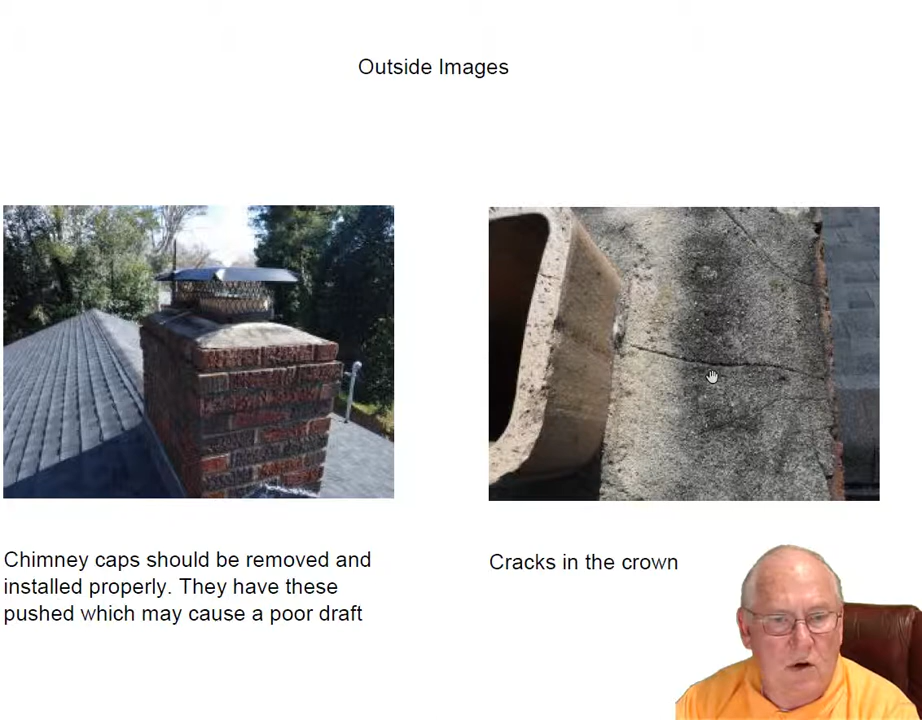 Outside Images
Chimney caps should be removed and
installed properly. They have these
pushed which may cause a poor draft
Cracks in the crown